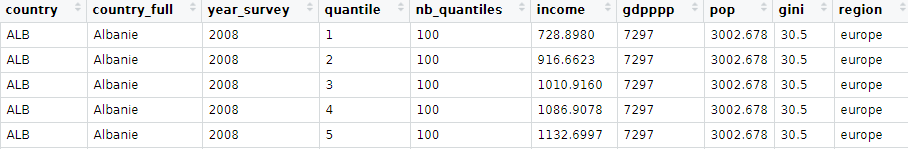 country country_full year_survey quantile nb_quantiles income gdpppp pop gini region
ALB Albanie 2008 1 100 728.8980 7297 3002.678 30.5 europe
ALB Albanie 2008 2 100 916.6623 7297 3002.678 30.5 europe
ALB Albanie 2008 3 100 1010.9160 7297 3002.678 30.5 europe
ALB Albanie 2008 4 100 1086.9078 7297 3002.678 30.5 europe
ALB Albanie 2008 5 100 1132.6997 7297 3002.678 30.5 europe